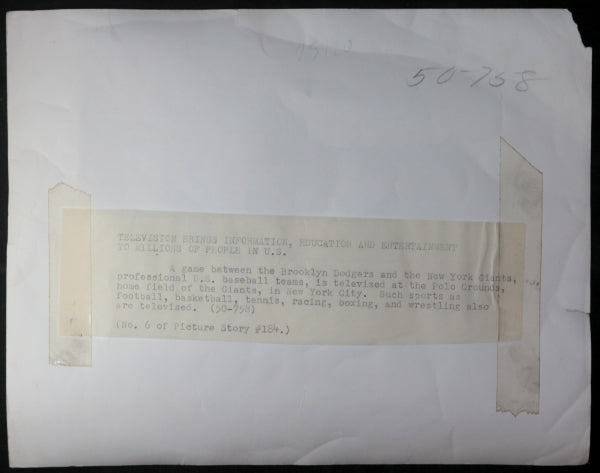 50-758
TELEVISION BRINGS INFORMATION, EDUCATION AND ENTERTAINMENT
TO MILLIONS OF PEOPLE IN U.S.
A game between the Brooklyn Dodgers and the New York Giants,
professional U.S. baseball teams, is televised at the Polo Grounds,
home field of the Giants, in New York City. Such sports as
football, basketball, tennis, racing, boxing, and wrestling also
are televised. (50-758)
(No. 6 of Picture Story #184.)